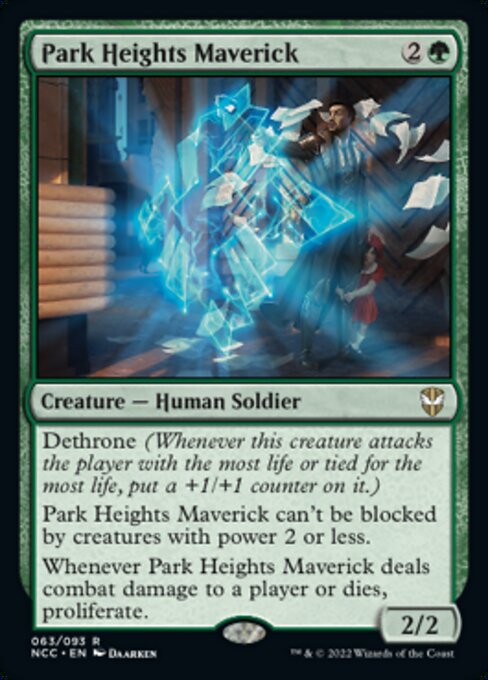 Park Heights Maverick 2
Creature — Human Soldier
Dethrone (Whenever this creature attacks
the player with the most life or tied for the
most life, put a +1/+1 counter on it.)
Park Heights Maverick can't be blocked
by creatures with power 2 or less.
Whenever Park Heights Maverick deals
combat damage to a player or dies,
proliferate.
2/2
063/093 R
NCC • EN Daarken
™ & © 2022 Wizards of the Coast